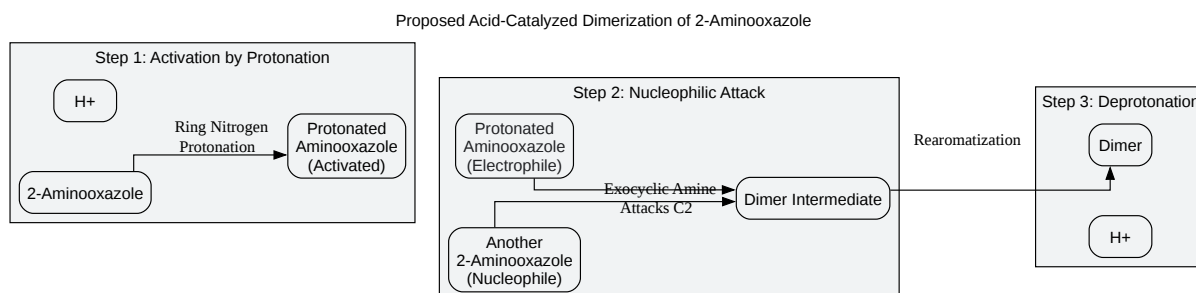 Proposed Acid-Catalyzed Dimerization of 2-Aminooxazole
Step 1: Activation by Protonation
H+
Ring Nitrogen
Protonation
Protonated
Aminooxazole
(Activated)
2-Aminooxazole
Step 2: Nucleophilic Attack
Protonated
Aminooxazole
(Electrophile)
Exocyclic Amine
Attacks C2
Dimer Intermediate
Another
2-Aminooxazole
(Nucleophile)
Rearomatization
Step 3: Deprotonation
Dimer
H+